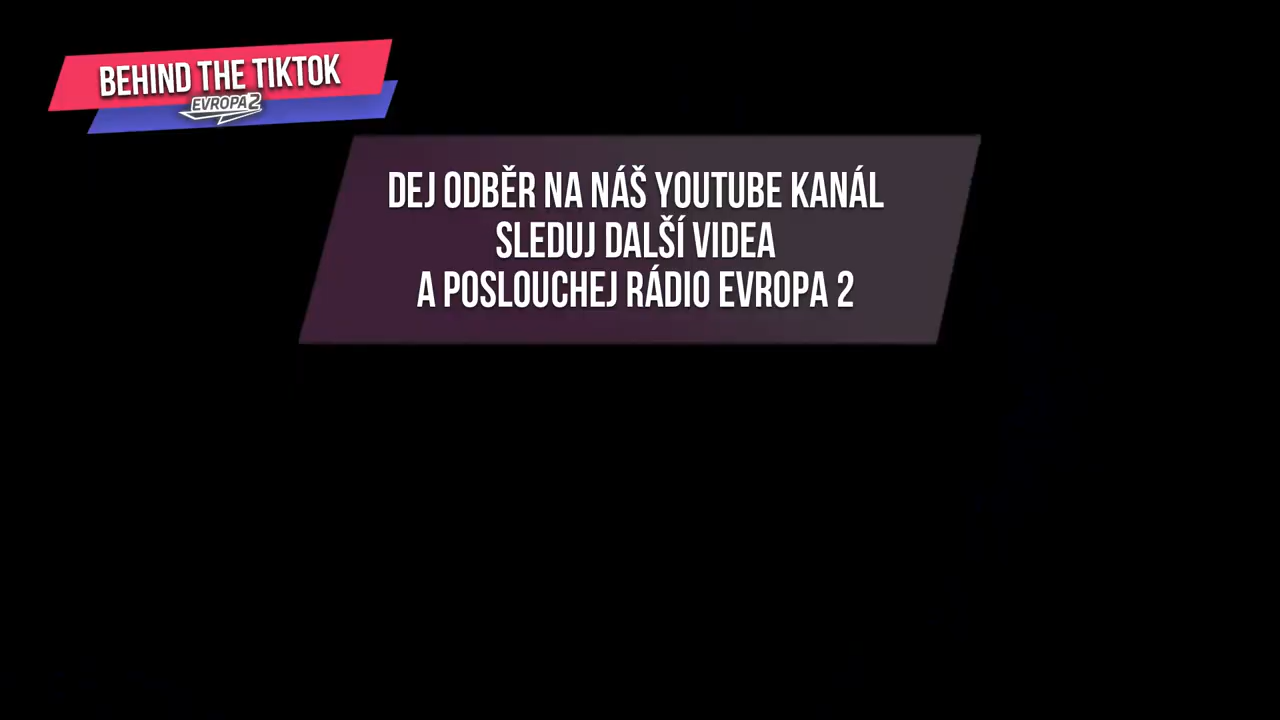 BEHIND THE TIKTOK
EVROPA 2
DEJ ODBĚR NA NÁŠ YOUTUBE KANÁL
SLEDUJ DALŠÍ VIDEA
A POSLOUCHEJ RÁDIO EVROPA 2